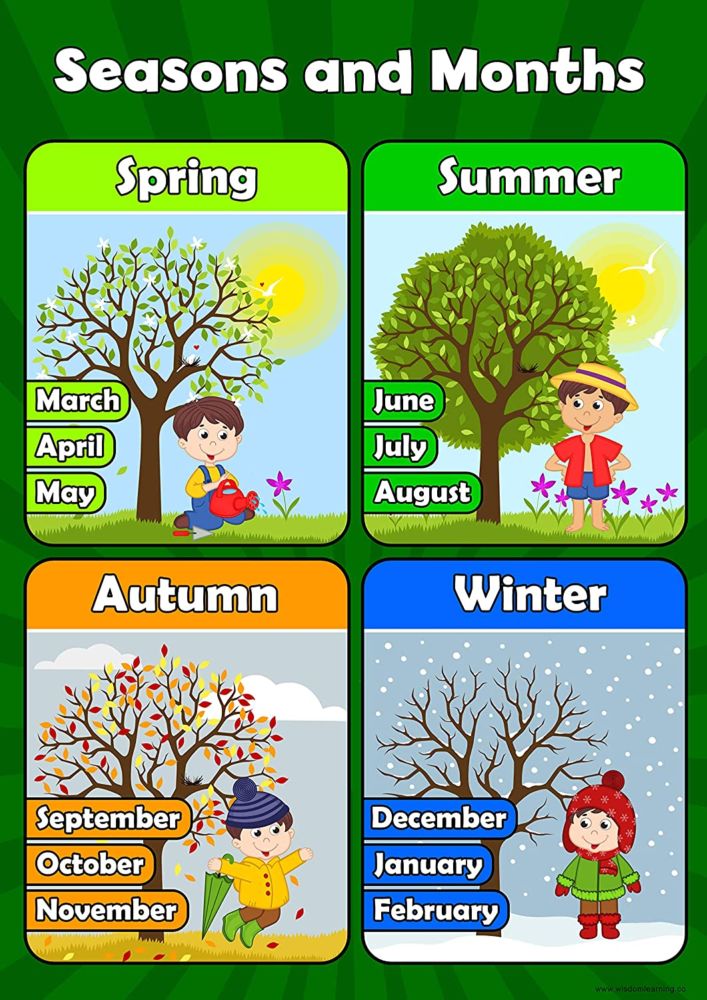 Seasons and Months
Spring
March
April
May
Summer
June
July
August
Autumn
September
October
November
Winter
December
January
February
www.wisdomlearning.co